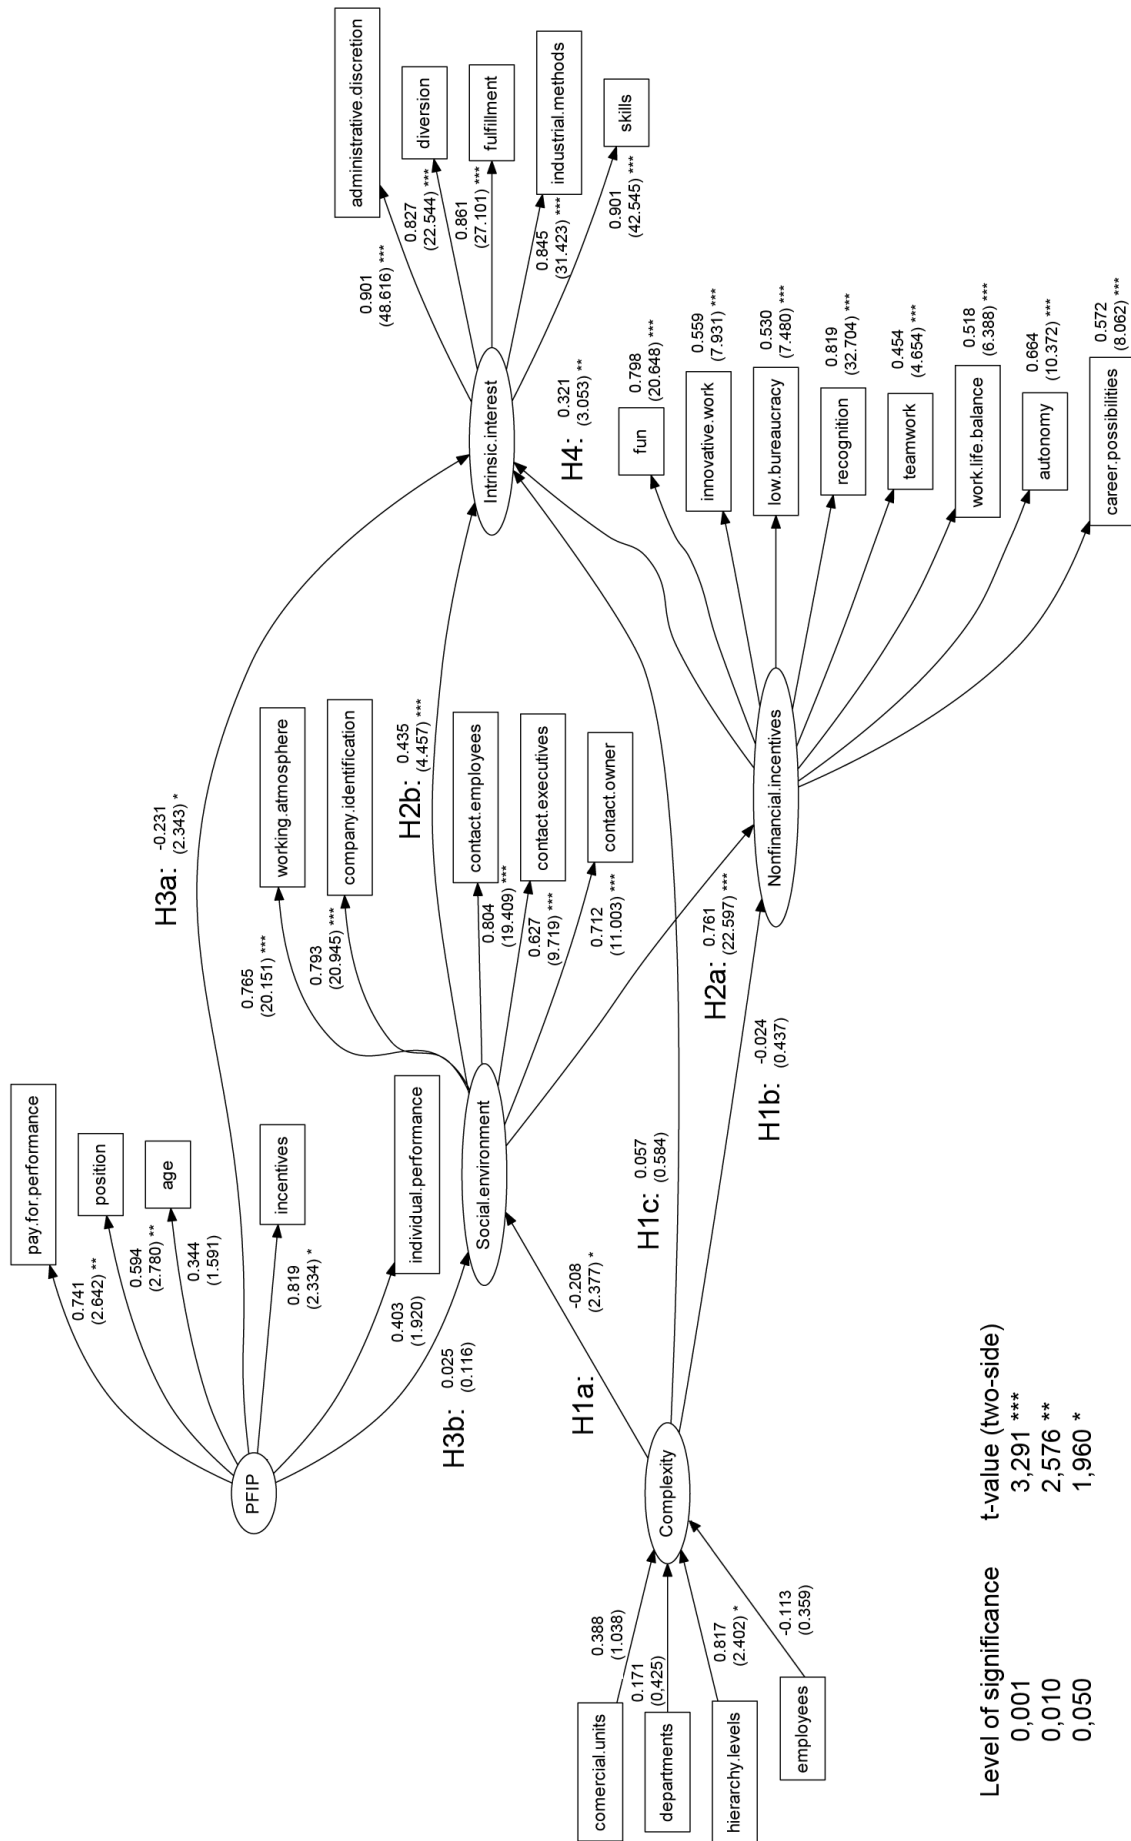 pay.for.performance
0.741
(2.642) **
position
0.594
(2.780) **
age
0.344
(1.591)
PFIP
incentives
0.819
(2.334) *
individual.performance
0.403
(1.920)
H3a: -0.231
(2.343) *
H3b: 0.025
(0.116)
working.atmosphere
0.765
(20.151) ***
company.identification
0.793
(20.945) ***
contact.employees
0.804
(19.409) ***
contact.executives
0.627
(9.719) ***
contact.owner
0.712
(11.003) ***
Social.environment
H2b: 0.435
(4.457) ***
H2a: 0.761
(22.597) ***
H1a: -0.208
(2.377) *
H1c: 0.057
(0.584)
H1b: -0.024
(0.437)
Complexity
comercial.units
0.388
(1.038)
departments
0.171
(0,425)
hierarchy.levels
0.817
(2.402) *
employees
-0.113
(0.359)
administrative.discretion
0.901
(48.616) ***
diversion
0.827
(22.544) ***
fulfillment
0.861
(27.101) ***
industrial.methods
0.845
(31.423) ***
skills
0.901
(42.545) ***
Intrinsic.interest
H4: 0.321
(3.053) **
Nonfinancial.incentives
fun
0.798
(20.648) ***
innovative.work
0.559
(7.931) ***
low.bureaucracy
0.530
(7.480) ***
recognition
0.819
(32.704) ***
teamwork
0.454
(4.654) ***
work.life.balance
0.518
(6.388) ***
autonomy
0.664
(10.372) ***
career.possibilities
0.572
(8.062) ***
Level of significance t-value (two-side)
0,001 3,291 ***
0,010 2,576 **
0,050 1,960 *